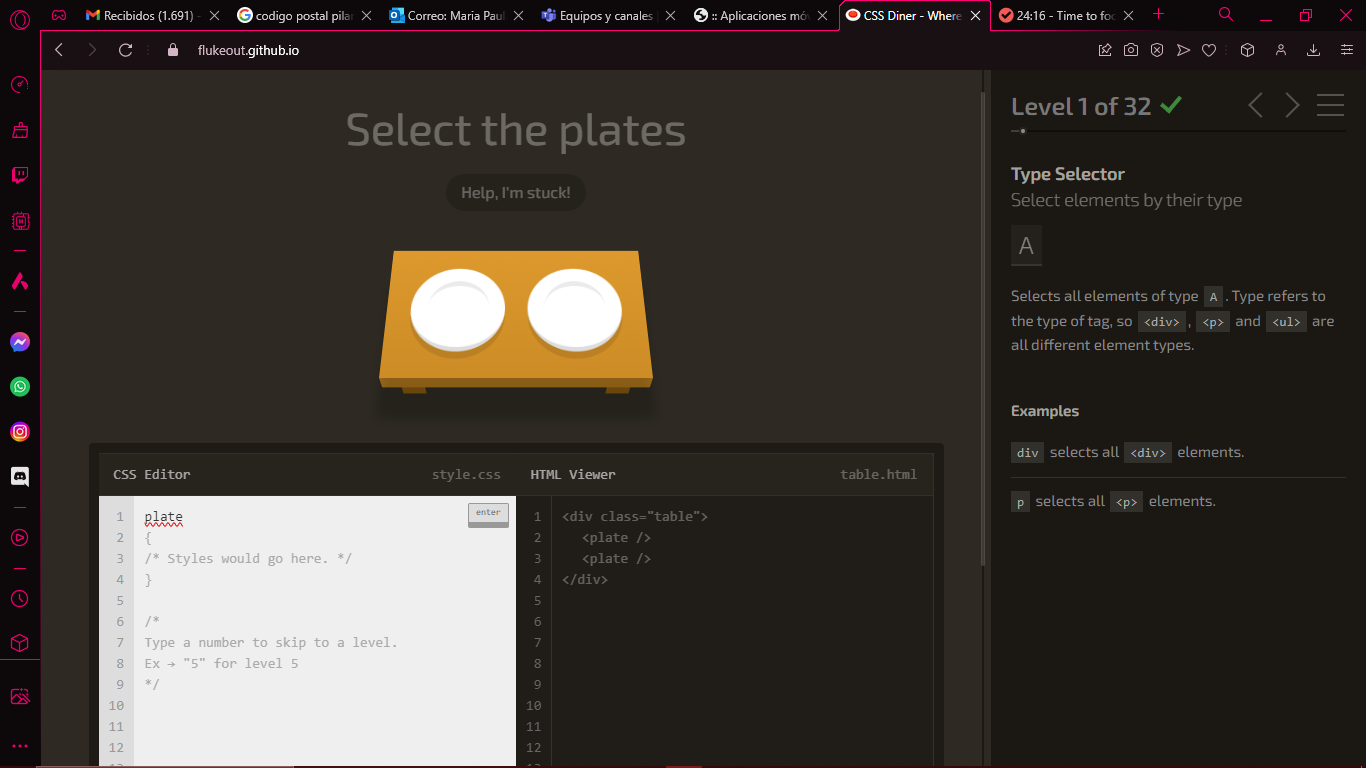 Recibidos (1.691) -
codigo postal pilar
Correo: Maria Paul
Equipos y canales
:: Aplicaciones móv
CSS Diner - Where
24:16 - Time to foc
flukeout.github.io
Select the plates
Help, I'm stuck!
CSS Editor
style.css
HTML Viewer
table.html
1
plate
enter
2
{
3
/* Styles would go here. */
4
}
5
6
/*
7
Type a number to skip to a level.
8
Ex → "5" for level 5
9
*/
10
11
12
1
<div class="table">
2
<plate />
3
<plate />
4
</div>
5
6
7
8
9
10
11
12
Level 1 of 32
Type Selector
Select elements by their type
A
Selects all elements of type A . Type refers to
the type of tag, so <div> , <p> and <ul> are
all different element types.
Examples
div selects all <div> elements.
p selects all <p> elements.